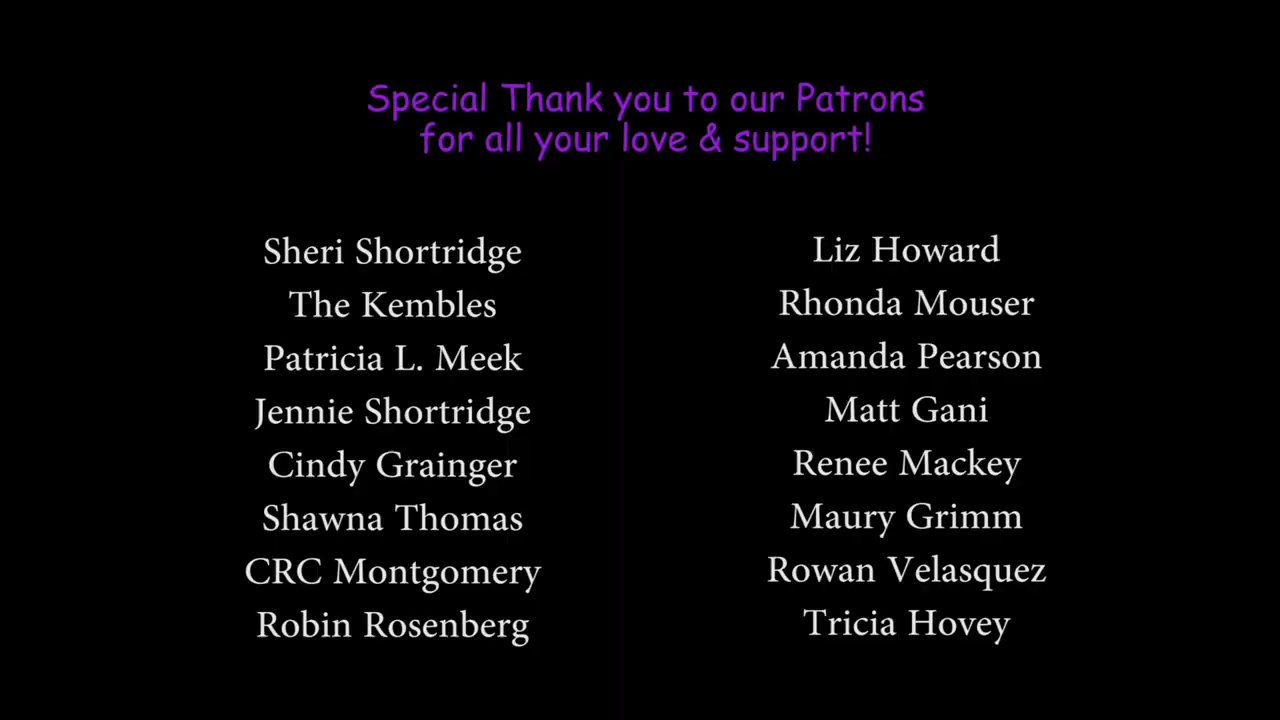 Special Thank you to our Patrons
for all your love & support!
Sheri Shortridge
The Kembles
Patricia L. Meek
Jennie Shortridge
Cindy Grainger
Shawna Thomas
CRC Montgomery
Robin Rosenberg
Liz Howard
Rhonda Mouser
Amanda Pearson
Matt Gani
Renee Mackey
Maury Grimm
Rowan Velasquez
Tricia Hovey